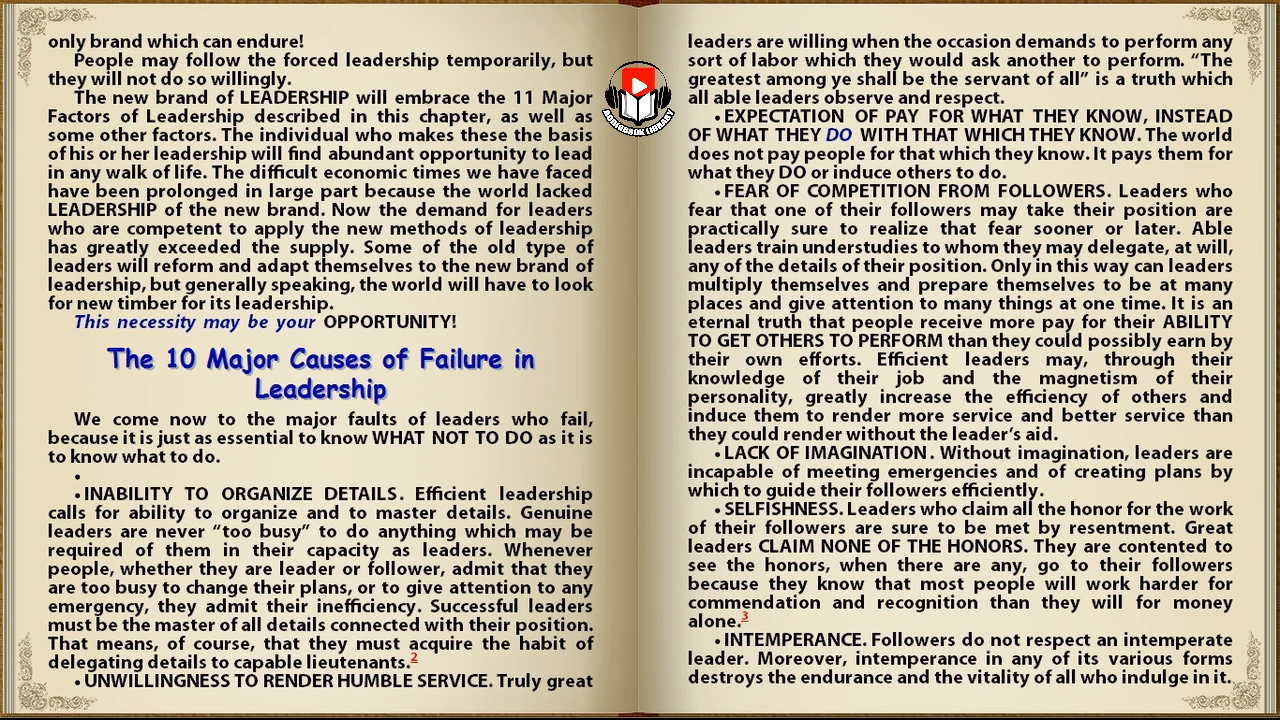 only brand which can endure!
People may follow the forced leadership temporarily, but
they will not do so willingly.
The new brand of LEADERSHIP will embrace the 11 Major
Factors of Leadership described in this chapter, as well as
some other factors. The individual who makes these the basis
of his or her leadership will find abundant opportunity to lead
in any walk of life. The difficult economic times we have faced
have been prolonged in large part because the world lacked
LEADERSHIP of the new brand. Now the demand for leaders
who are competent to apply the new methods of leadership
has greatly exceeded the supply. Some of the old type of
leaders will reform and adapt themselves to the new brand of
leadership, but generally speaking, the world will have to look
for new timber for its leadership.
This necessity may be your OPPORTUNITY!
The 10 Major Causes of Failure in
Leadership
We come now to the major faults of leaders who fail,
because it is just as essential to know WHAT NOT TO DO as it is
to know what to do.
•
• INABILITY TO ORGANIZE DETAILS. Efficient leadership
calls for ability to organize and to master details. Genuine
leaders are never “too busy” to do anything which may be
required of them in their capacity as leaders. Whenever
people, whether they are leader or follower, admit that they
are too busy to change their plans, or to give attention to any
emergency, they admit their inefficiency. Successful leaders
must be the master of all details connected with their position.
That means, of course, that they must acquire the habit of
delegating details to capable lieutenants.2
• UNWILLINGNESS TO RENDER HUMBLE SERVICE. Truly great
AUDIOBOOK LIBRARY
leaders are willing when the occasion demands to perform any
sort of labor which they would ask another to perform. “The
greatest among ye shall be the servant of all” is a truth which
all able leaders observe and respect.
• EXPECTATION OF PAY FOR WHAT THEY KNOW, INSTEAD
OF WHAT THEY DO WITH THAT WHICH THEY KNOW. The world
does not pay people for that which they know. It pays them for
what they DO or induce others to do.
• FEAR OF COMPETITION FROM FOLLOWERS. Leaders who
fear that one of their followers may take their position are
practically sure to realize that fear sooner or later. Able
leaders train understudies to whom they may delegate, at will,
any of the details of their position. Only in this way can leaders
multiply themselves and prepare themselves to be at many
places and give attention to many things at one time. It is an
eternal truth that people receive more pay for their ABILITY
TO GET OTHERS TO PERFORM than they could possibly earn by
their own efforts. Efficient leaders may, through their
knowledge of their job and the magnetism of their
personality, greatly increase the efficiency of others and
induce them to render more service and better service than
they could render without the leader’s aid.
• LACK OF IMAGINATION. Without imagination, leaders are
incapable of meeting emergencies and of creating plans by
which to guide their followers efficiently.
• SELFISHNESS. Leaders who claim all the honor for the work
of their followers are sure to be met by resentment. Great
leaders CLAIM NONE OF THE HONORS. They are contented to
see the honors, when there are any, go to their followers
because they know that most people will work harder for
commendation and recognition than they will for money
alone.3
• INTEMPERANCE. Followers do not respect an intemperate
leader. Moreover, intemperance in any of its various forms
destroys the endurance and the vitality of all who indulge in it.